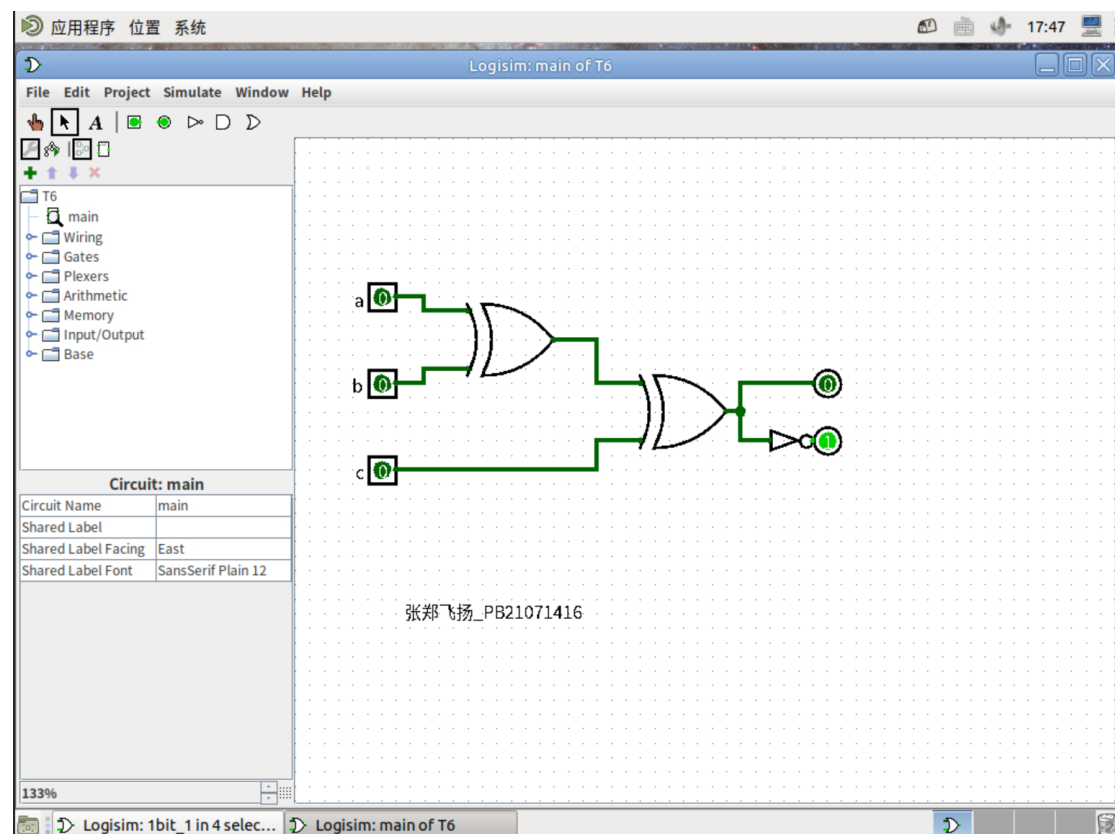 应用程序 位置 系统 17:47
Logisim: main of T6
File Edit Project Simulate Window Help
A
T6
main
Wiring
Gates
Plexers
Arithmetic
Memory
Input/Output
Base
a 0
b 0
c 0
0
1
张郑飞扬_PB21071416
Circuit: main
Circuit Name main
Shared Label
Shared Label Facing East
Shared Label Font SansSerif Plain 12
133%
Logisim: 1bit_1 in 4 selec... Logisim: main of T6